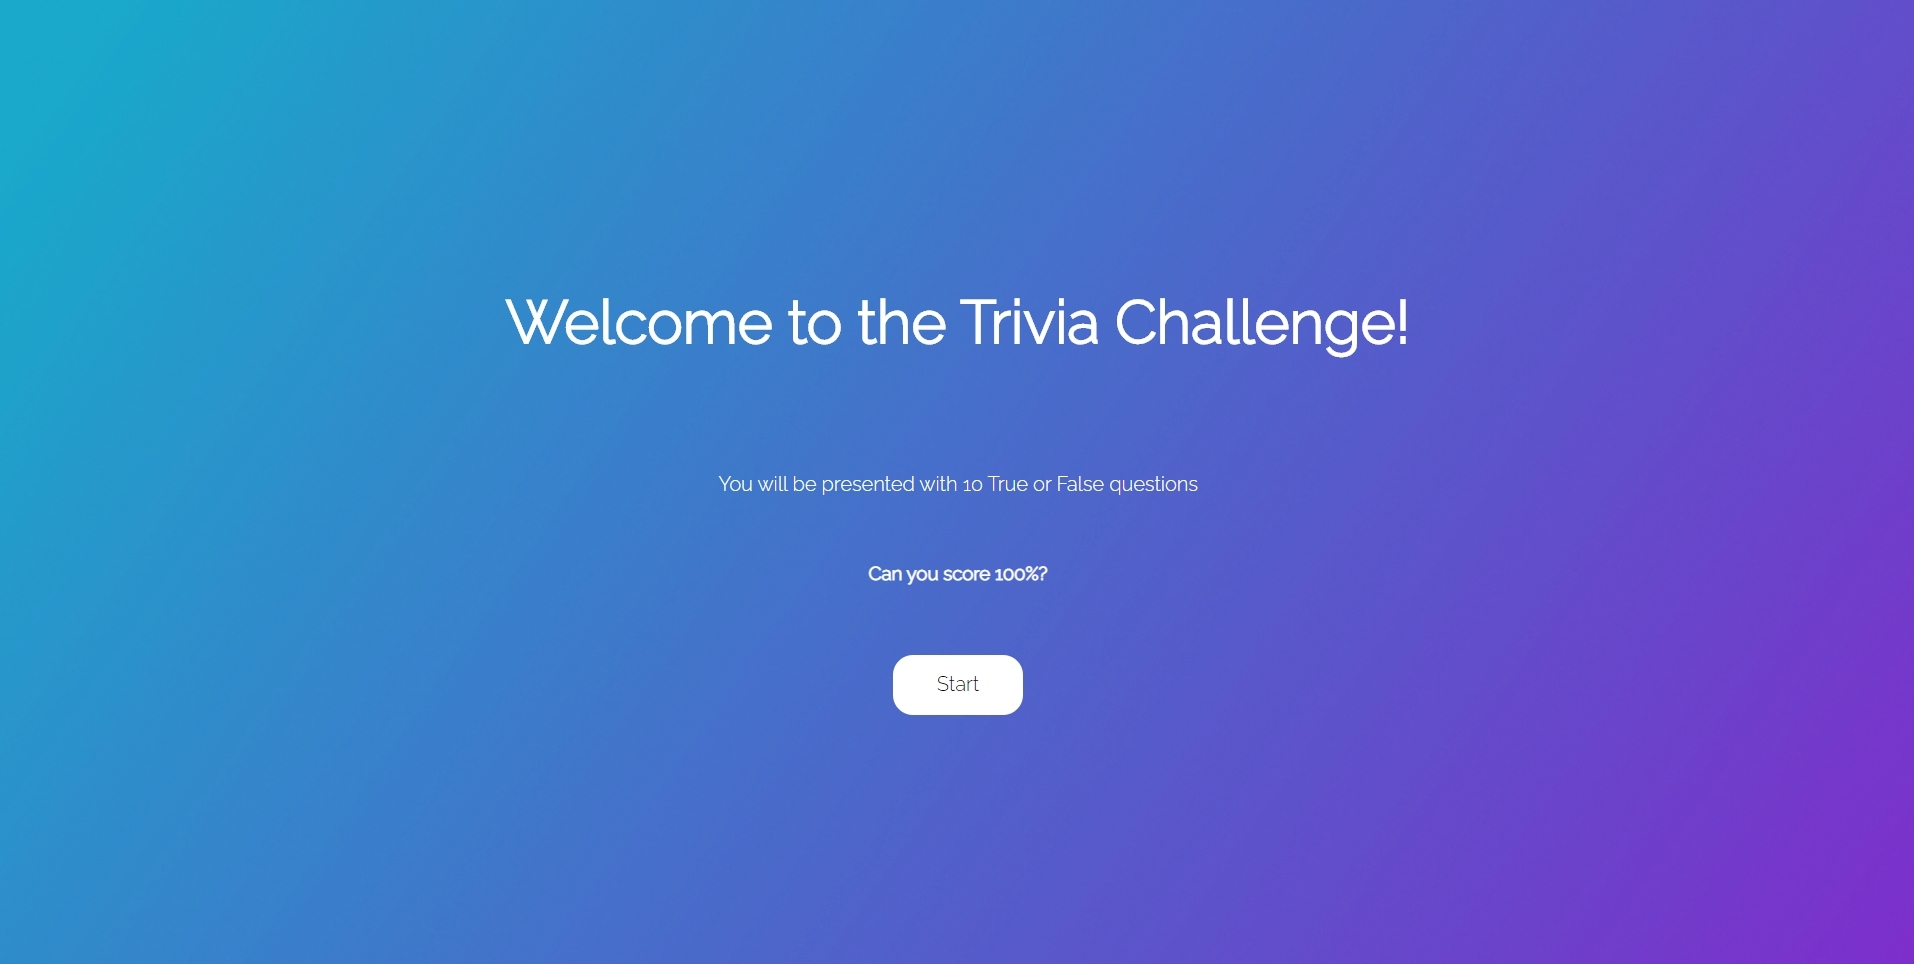 Welcome to the Trivia Challenge!
You will be presented with 10 True or False questions
Can you score 100%?
Start